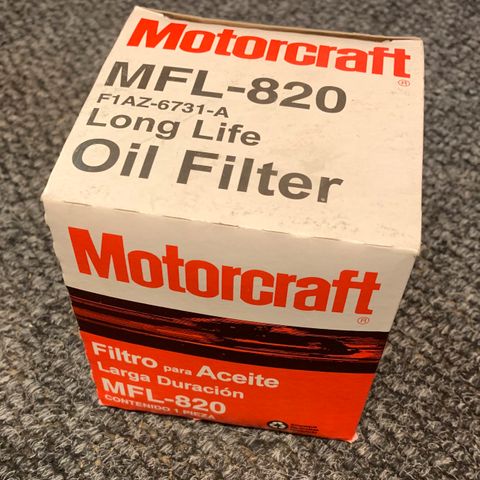 Motorcraft®
MFL-820
F1AZ-6731-A
Long Life
Oil Filter
Motorcraft®
Filtro para Aceite
Larga Duración
MFL-820
CONTENIDO 1 PIEZA